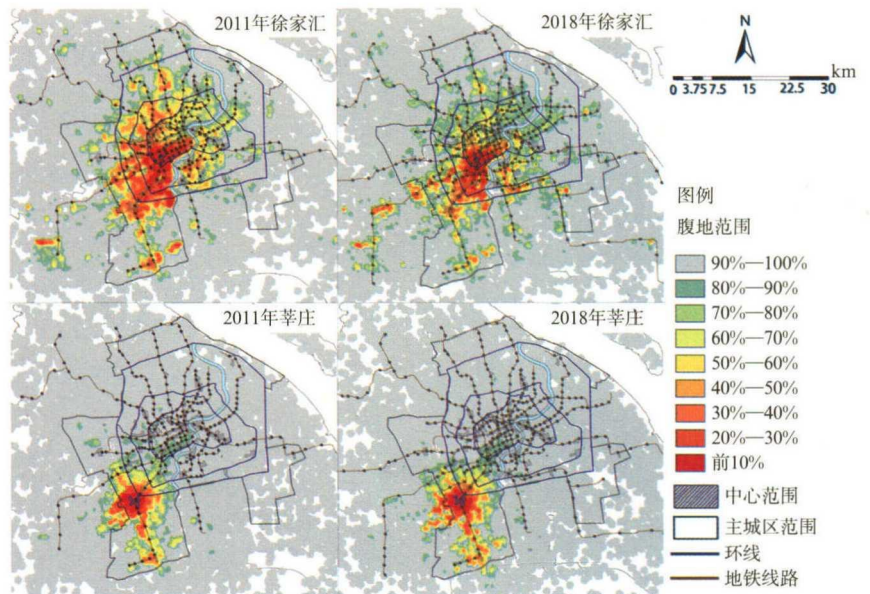 2011年徐家汇
2018年徐家汇
N
km
0 3.75 7.5 15 22.5 30
图例
腹地范围
90%—100%
80%—90%
70%—80%
60%—70%
50%—60%
40%—50%
30%—40%
20%—30%
前10%
中心范围
主城区范围
环线
地铁线路
2011年莘庄
2018年莘庄